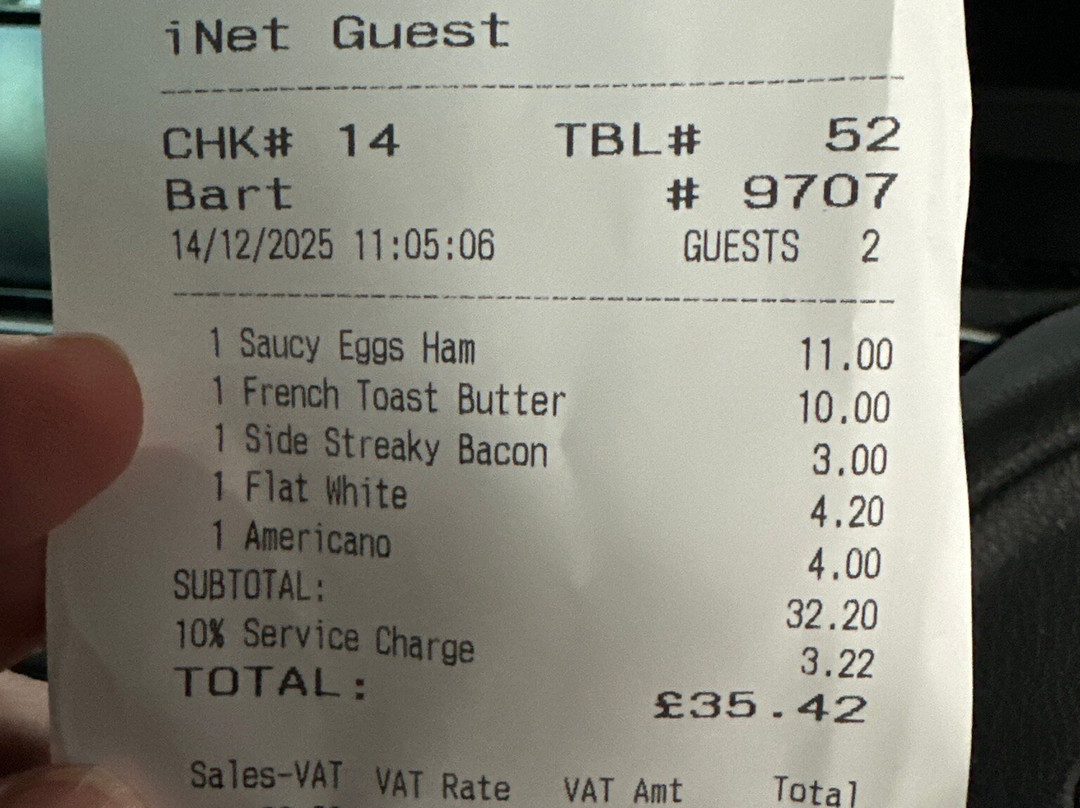 iNet Guest
CHK# 14 TBL# 52
Bart # 9707
14/12/2025 11:05:06 GUESTS 2
1 Saucy Eggs Ham 11.00
1 French Toast Butter 10.00
1 Side Streaky Bacon 3.00
1 Flat White 4.20
1 Americano 4.00
SUBTOTAL: 32.20
10% Service Charge 3.22
TOTAL: £35.42
Sales-VAT VAT Rate VAT Amt Total